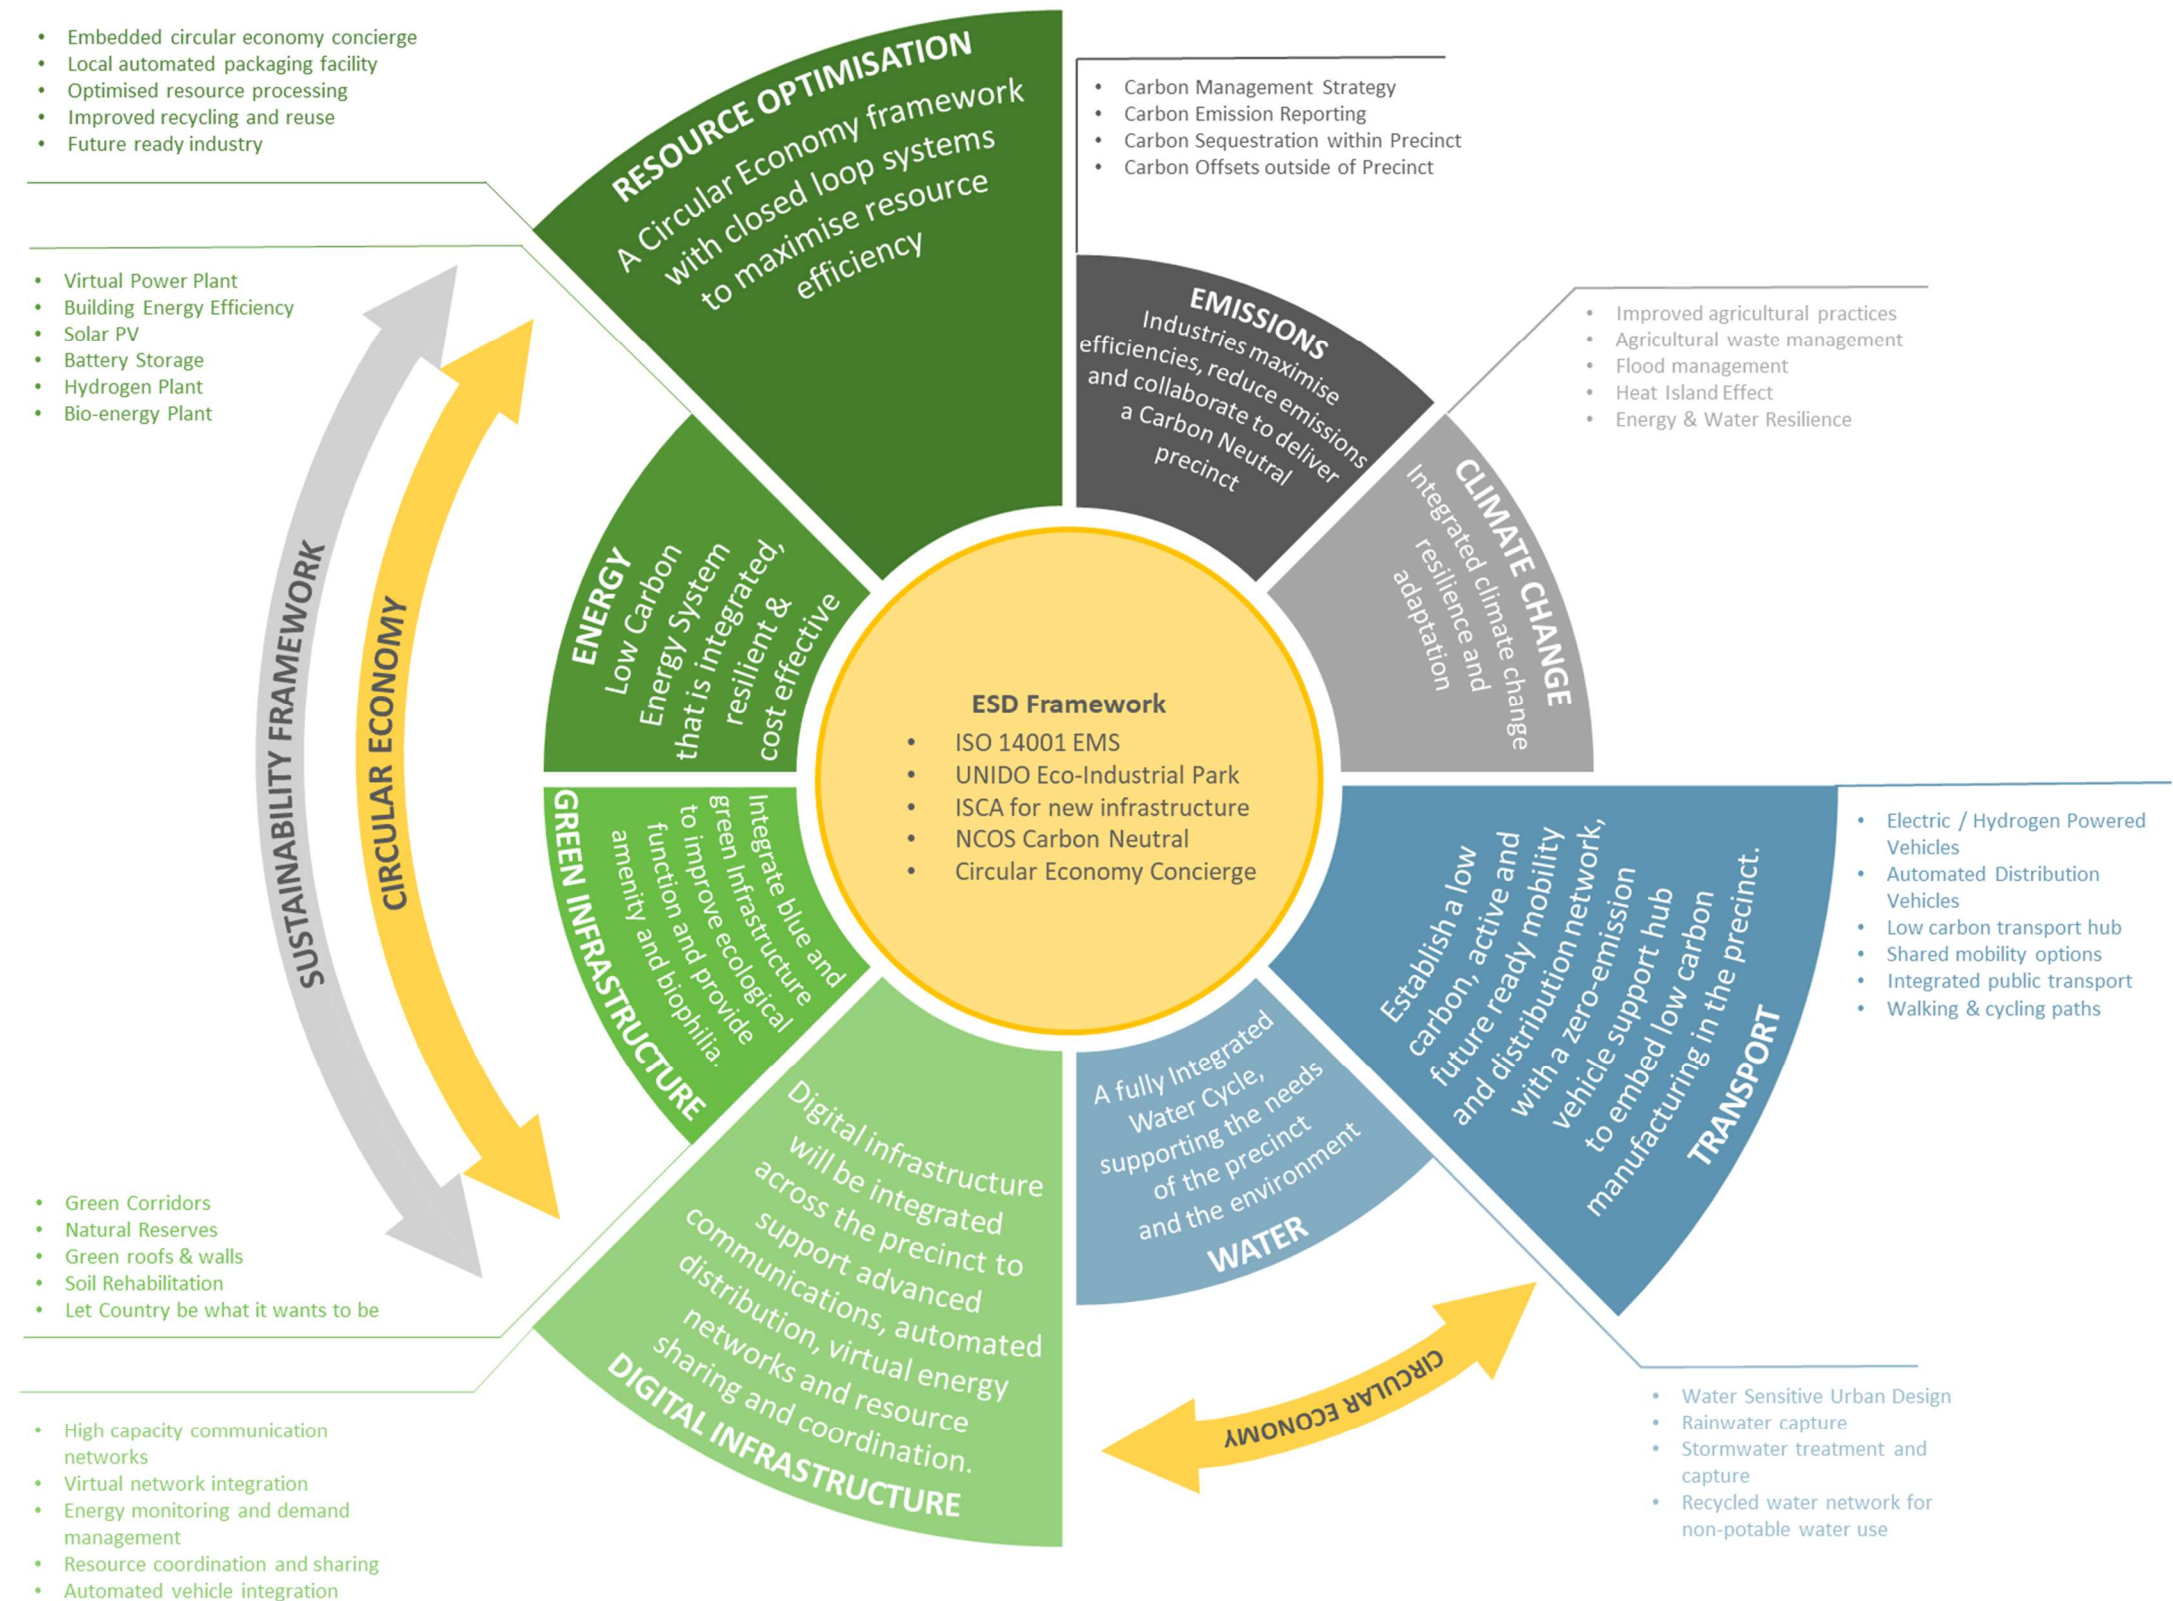 • Embedded circular economy concierge
• Local automated packaging facility
• Optimised resource processing
• Improved recycling and reuse
• Future ready industry
RESOURCE OPTIMISATION
A Circular Economy framework
with closed loop systems
to maximise resource
efficiency
• Carbon Management Strategy
• Carbon Emission Reporting
• Carbon Sequestration within Precinct
• Carbon Offsets outside of Precinct
EMISSIONS
Industries maximise
efficiencies, reduce emissions
and collaborate to deliver
a Carbon Neutral
precinct
• Improved agricultural practices
• Agricultural waste management
• Flood management
• Heat Island Effect
• Energy & Water Resilience
CLIMATE CHANGE
Integrated climate change
resilience and
adaptation
• Virtual Power Plant
• Building Energy Efficiency
• Solar PV
• Battery Storage
• Hydrogen Plant
• Bio-energy Plant
SUSTAINABILITY FRAMEWORK
CIRCULAR ECONOMY
ENERGY
Low Carbon
Energy System
that is integrated,
resilient &
cost effective
ESD Framework
• ISO 14001 EMS
• UNIDO Eco-Industrial Park
• ISCA for new infrastructure
• NCOS Carbon Neutral
• Circular Economy Concierge
GREEN INFRASTRUCTURE
Integrate blue and
green Infrastructure
to improve ecological
function and provide
amenity and biophilia.
Establish a low
carbon, active and
future ready mobility
and distribution network,
with a zero-emission
vehicle support hub
to embed low carbon
manufacturing in the precinct.
TRANSPORT
• Electric / Hydrogen Powered
Vehicles
• Automated Distribution
Vehicles
• Low carbon transport hub
• Shared mobility options
• Integrated public transport
• Walking & cycling paths
A fully Integrated
Water Cycle,
supporting the needs
of the precinct
and the environment
WATER
Digital infrastructure
will be integrated
across the precinct to
support advanced
communications, automated
distribution, virtual energy
networks and resource
sharing and coordination.
DIGITAL INFRASTRUCTURE
• Green Corridors
• Natural Reserves
• Green roofs & walls
• Soil Rehabilitation
• Let Country be what it wants to be
CIRCULAR ECONOMY
• Water Sensitive Urban Design
• Rainwater capture
• Stormwater treatment and
capture
• Recycled water network for
non-potable water use
• High capacity communication
networks
• Virtual network integration
• Energy monitoring and demand
management
• Resource coordination and sharing
• Automated vehicle integration